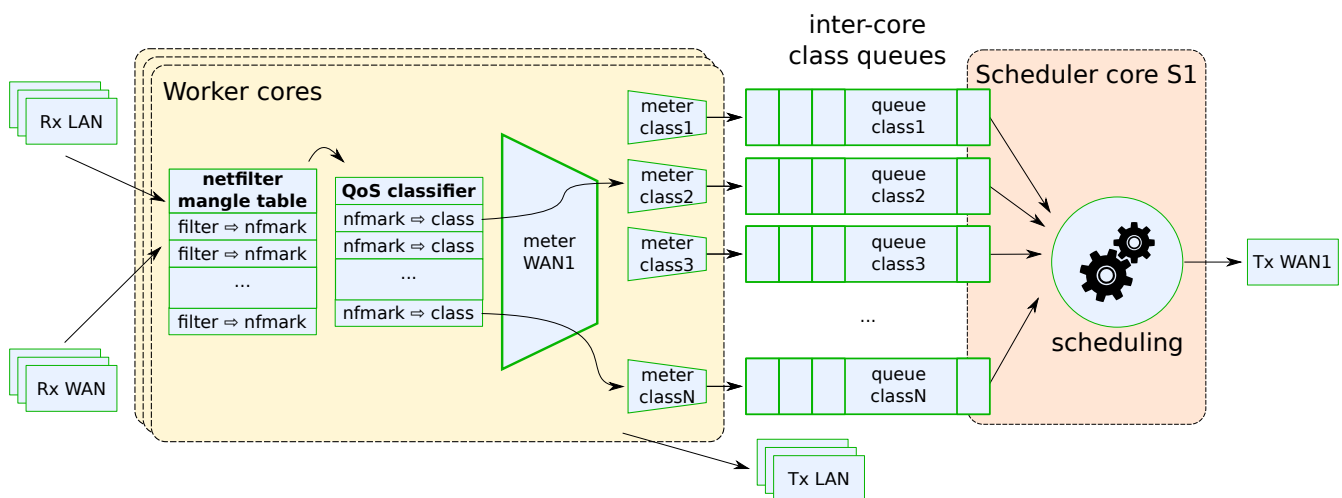 inter-core
class queues
Worker cores
Scheduler core S1
Rx LAN
Rx WAN
netfilter
mangle table
filter ⇨ nfmark
filter ⇨ nfmark
...
filter ⇨ nfmark
QoS classifier
nfmark ⇨ class
nfmark ⇨ class
...
nfmark ⇨ class
meter
WAN1
meter
class1
meter
class2
meter
class3
meter
classN
queue
class1
queue
class2
queue
class3
...
queue
classN
scheduling
Tx WAN1
Tx LAN